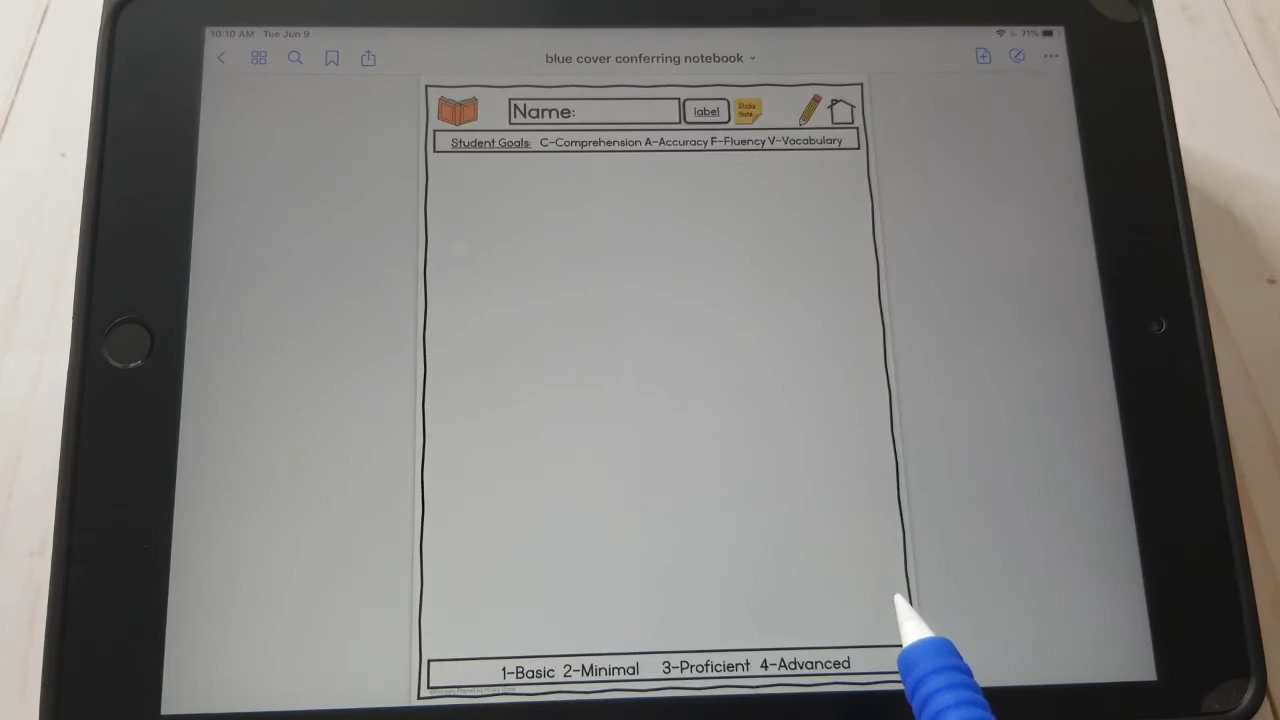 10:10 AM Tue Jun 9
71%
blue cover conferring notebook
Name:
label
Sticky Note
Student Goals: C-Comprehension A-Accuracy F-Fluency V-Vocabulary
1-Basic 2-Minimal 3-Proficient 4-Advanced